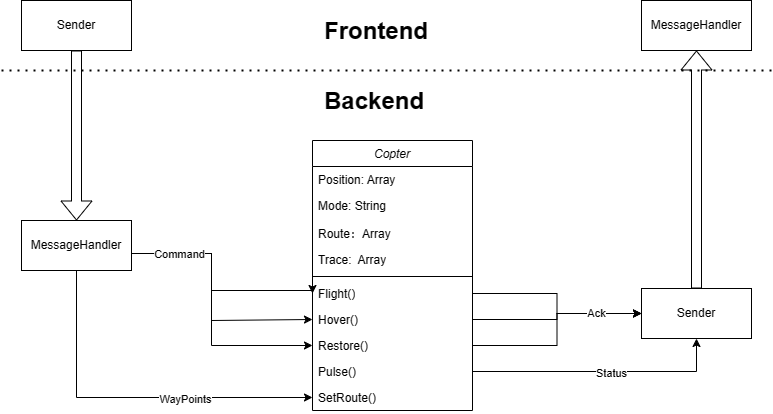 Sender
Frontend
MessageHandler
Backend
Copter
Position: Array
Mode: String
Route：Array
Trace: Array
MessageHandler
Command
Flight()
Hover()
Restore()
Pulse()
SetRoute()
WayPoints
Ack
Sender
Status